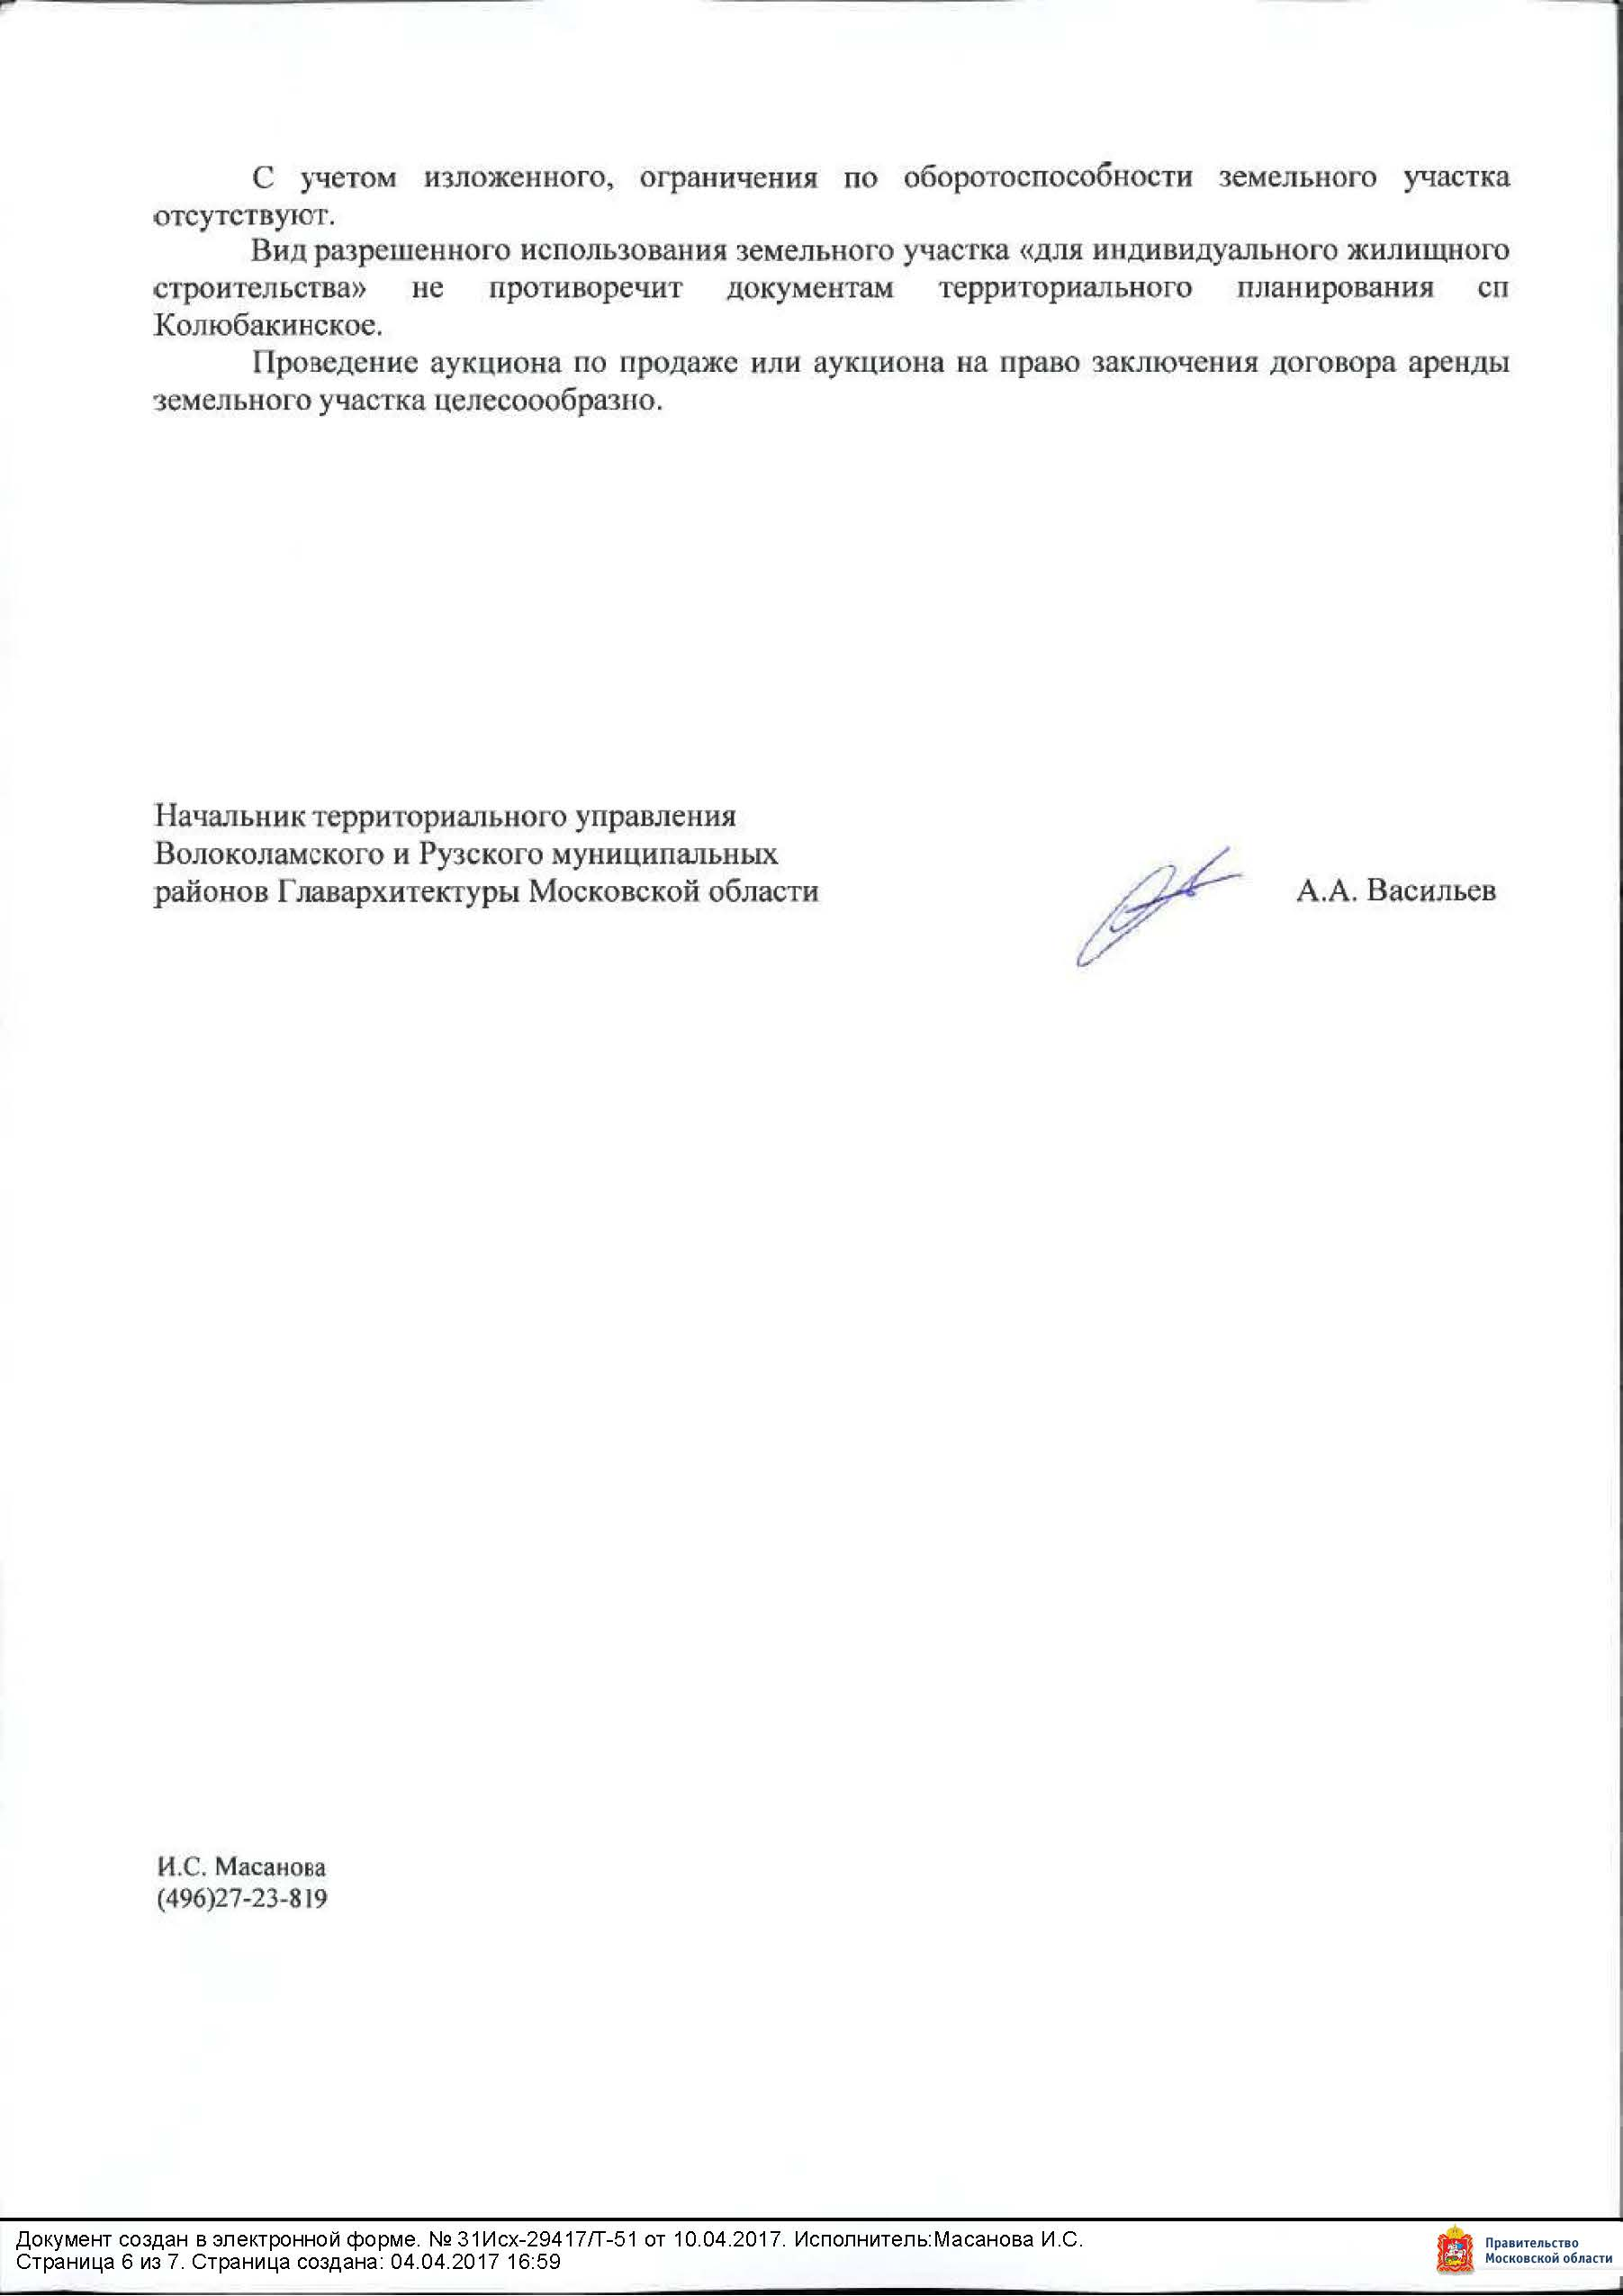 С учетом изложенного, ограничения по оборотоспособности земельного участка
отсутствуют.
Вид разрешенного использования земельного участка «для индивидуального жилищного
строительства» не противоречит документам территориального планирования сп
Колюбакинское.
Проведение аукциона по продаже или аукциона на право заключения договора аренды
земельного участка целесоообразно.
Начальник территориального управления
Волоколамского и Рузского муниципальных
районов Главархитектуры Московской области
А.А. Васильев
И.С. Масанова
(496)27-23-819
Документ создан в электронной форме. № 31Исх-29417/Т-51 от 10.04.2017. Исполнитель:Масанова И.С.
Страница 6 из 7. Страница создана: 04.04.2017 16:59
Правительство
Московской области